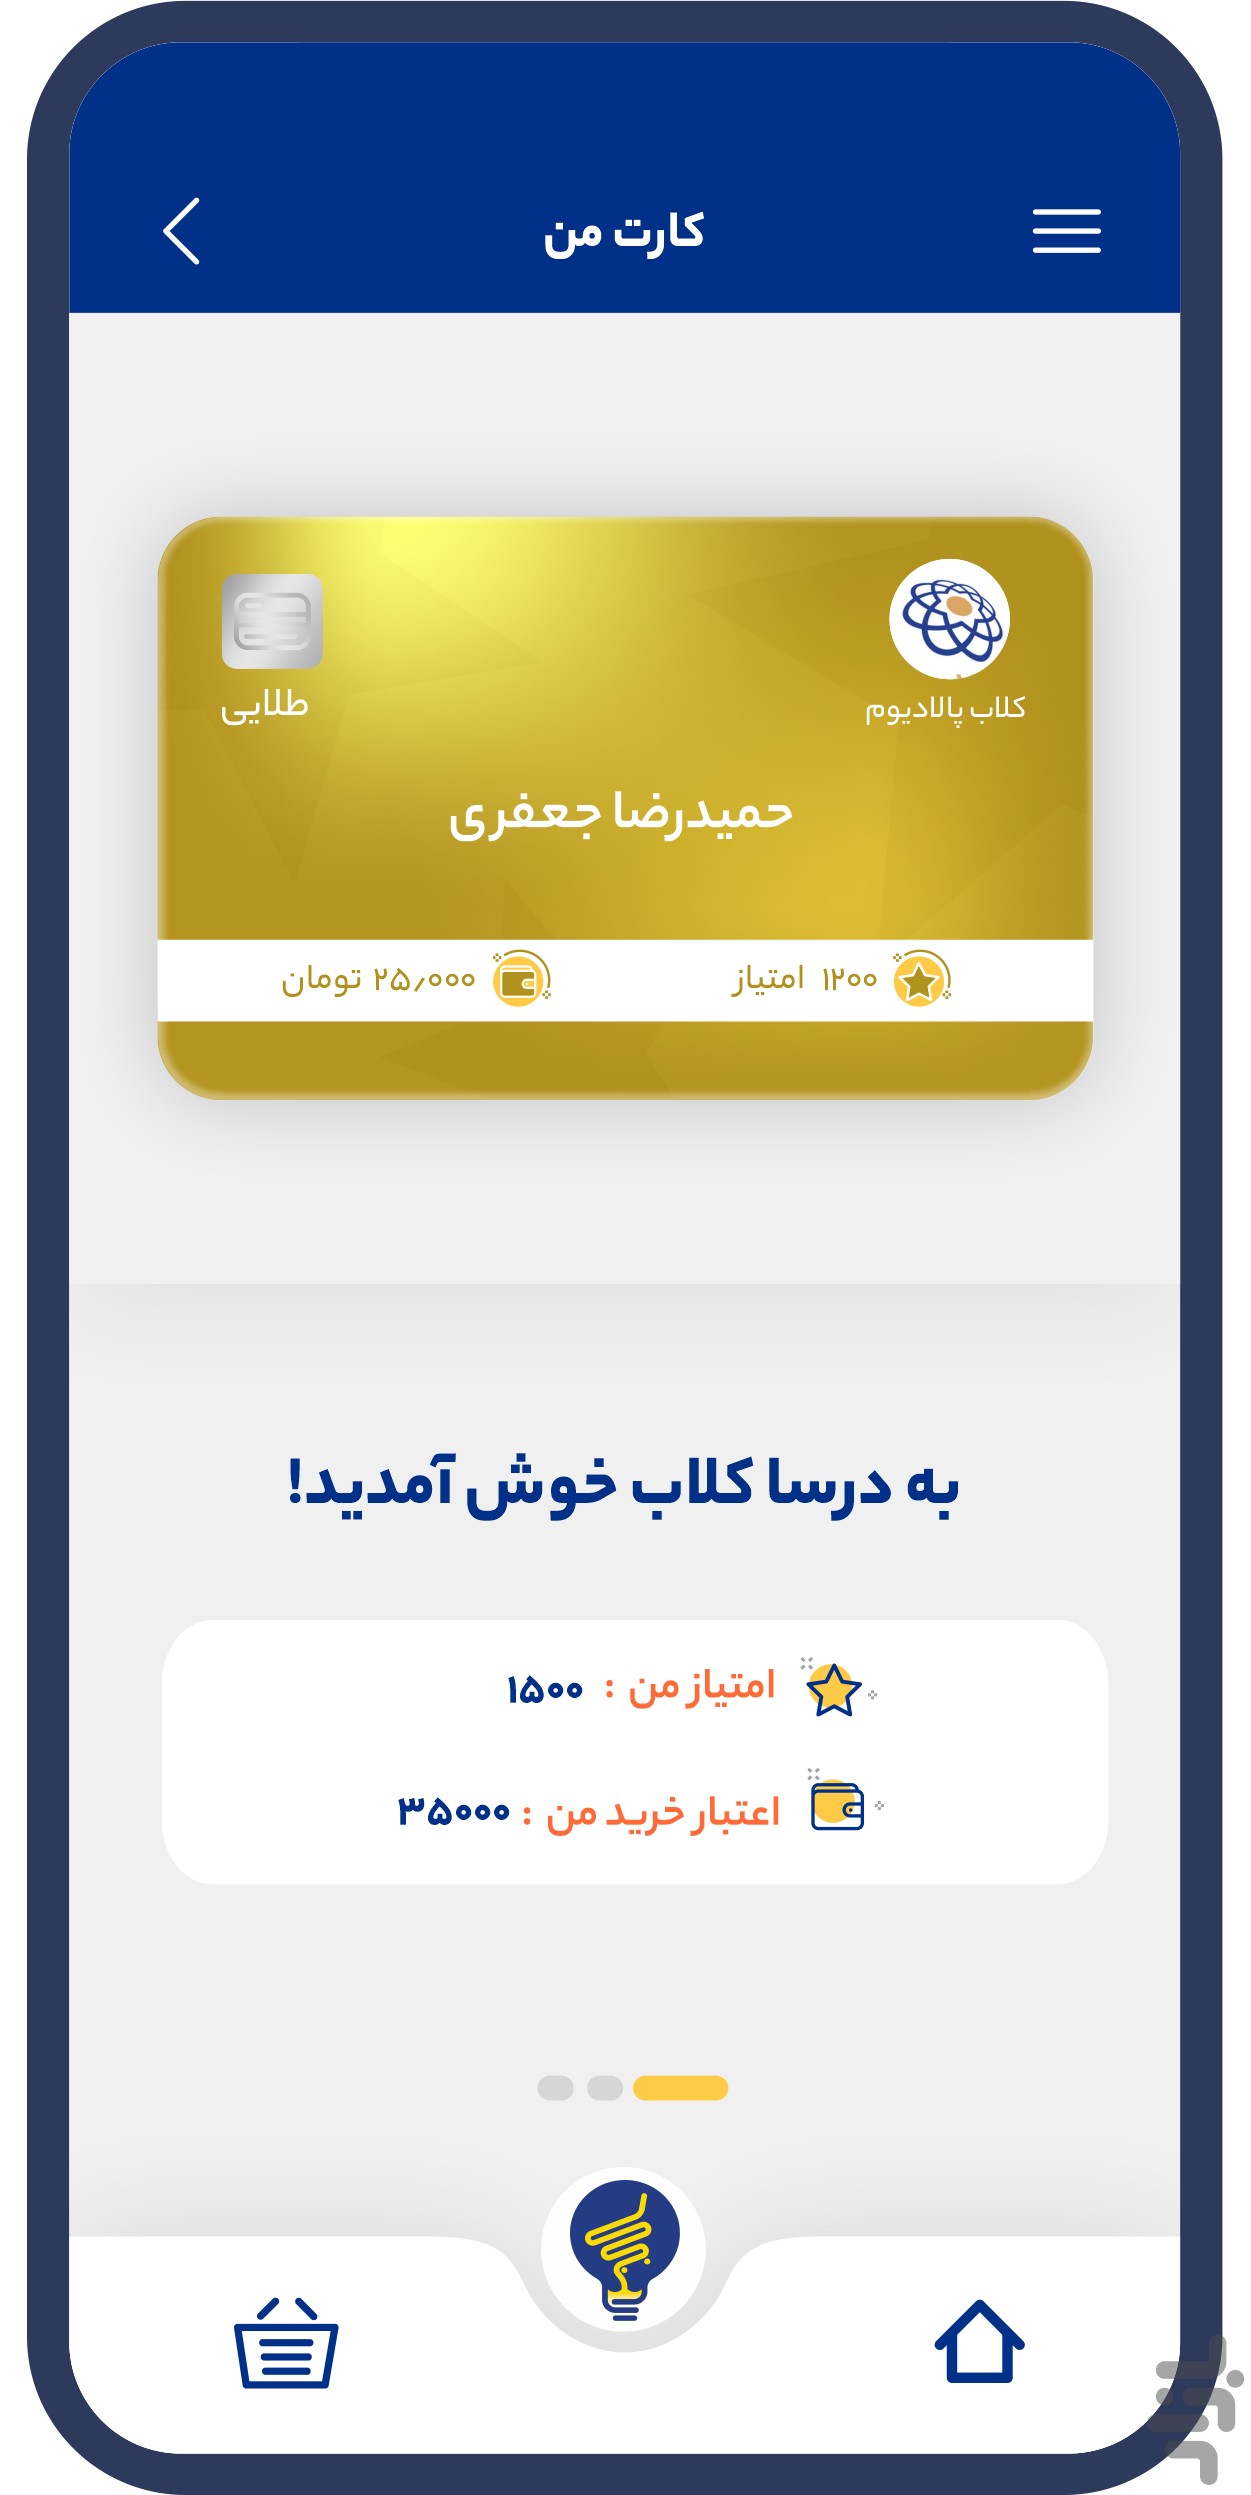 کارت من
کلاب پالادیوم
طلایی
حمیدرضا جعفری
۱۲۰۰ امتیاز
۲۵٫۰۰۰ تومان
به درسا کلاب خوش آمدید!
امتیاز من : ۱۵۰۰
اعتبار خرید من : ۳۵۰۰۰